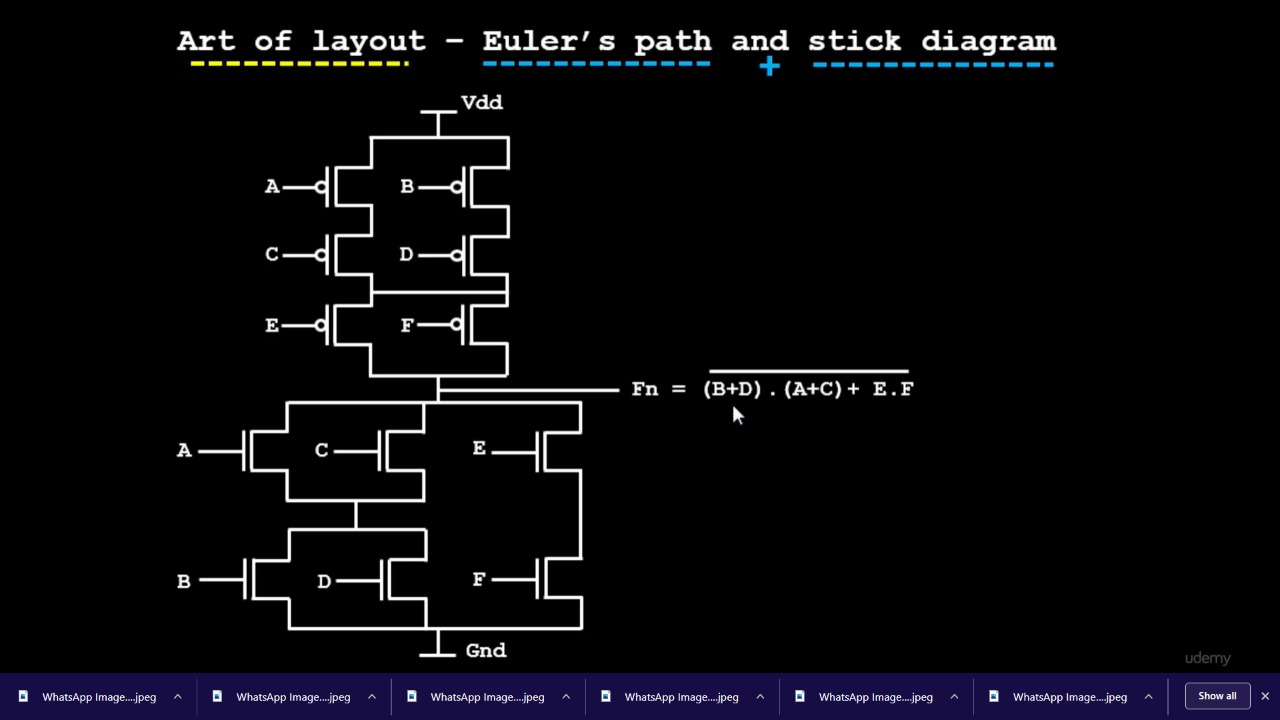 Art of layout – Euler's path and stick diagram
+
Vdd
A
B
C
D
E
F
Fn = (B+D).(A+C)+ E.F
A
C
E
B
D
F
Gnd
udemy
WhatsApp Image....jpeg
WhatsApp Image....jpeg
WhatsApp Image....jpeg
WhatsApp Image....jpeg
WhatsApp Image....jpeg
WhatsApp Image....jpeg
Show all